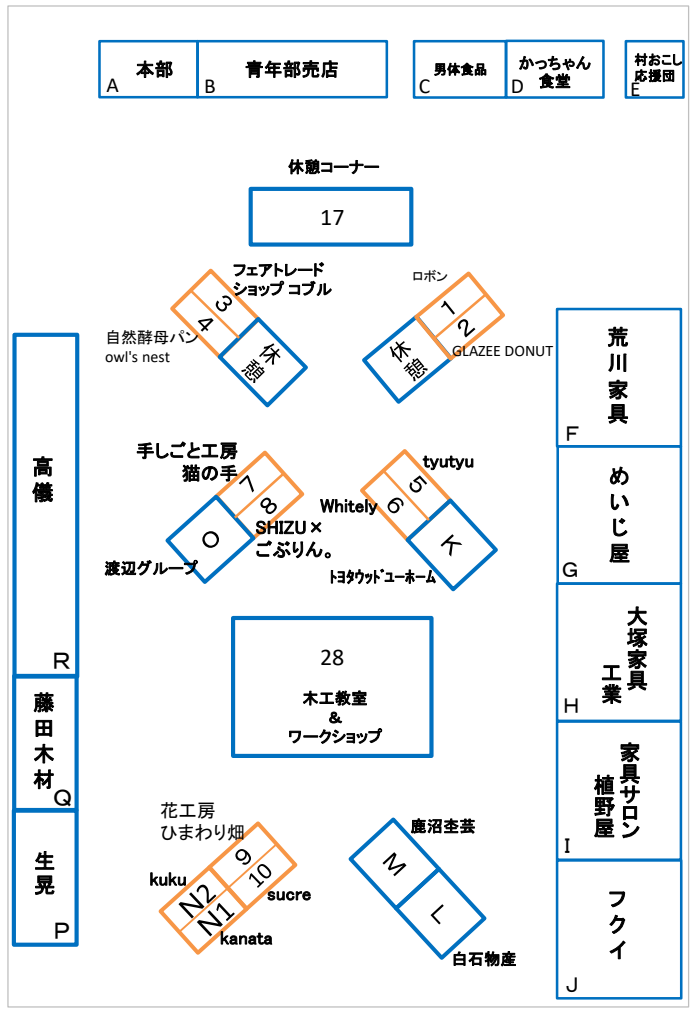 本部
A
青年部売店
B
男体食品
C
かっちゃん
食堂
D
村おこし
応援団
E
休憩コーナー
17
フェアトレード
ショップ コブル
3
4
休憩
自然酵母パン
owl's nest
ロボン
1
2
休憩
GLAZEE DONUT
荒川家具
F
高儀
R
手しごと工房
猫の手
7
8
SHIZU×
ごぶりん。
O
渡辺グループ
tyutyu
5
6
Whitely
K
トヨタウッドユーホーム
めいじ屋
G
28
木工教室
&
ワークショップ
大塚家具
工業
H
藤田木材
Q
家具サロン
植野屋
I
花工房
ひまわり畑
9
10
kuku
N2
N1
sucre
kanata
鹿沼杢芸
M
L
白石物産
生晃
P
フクイ
J